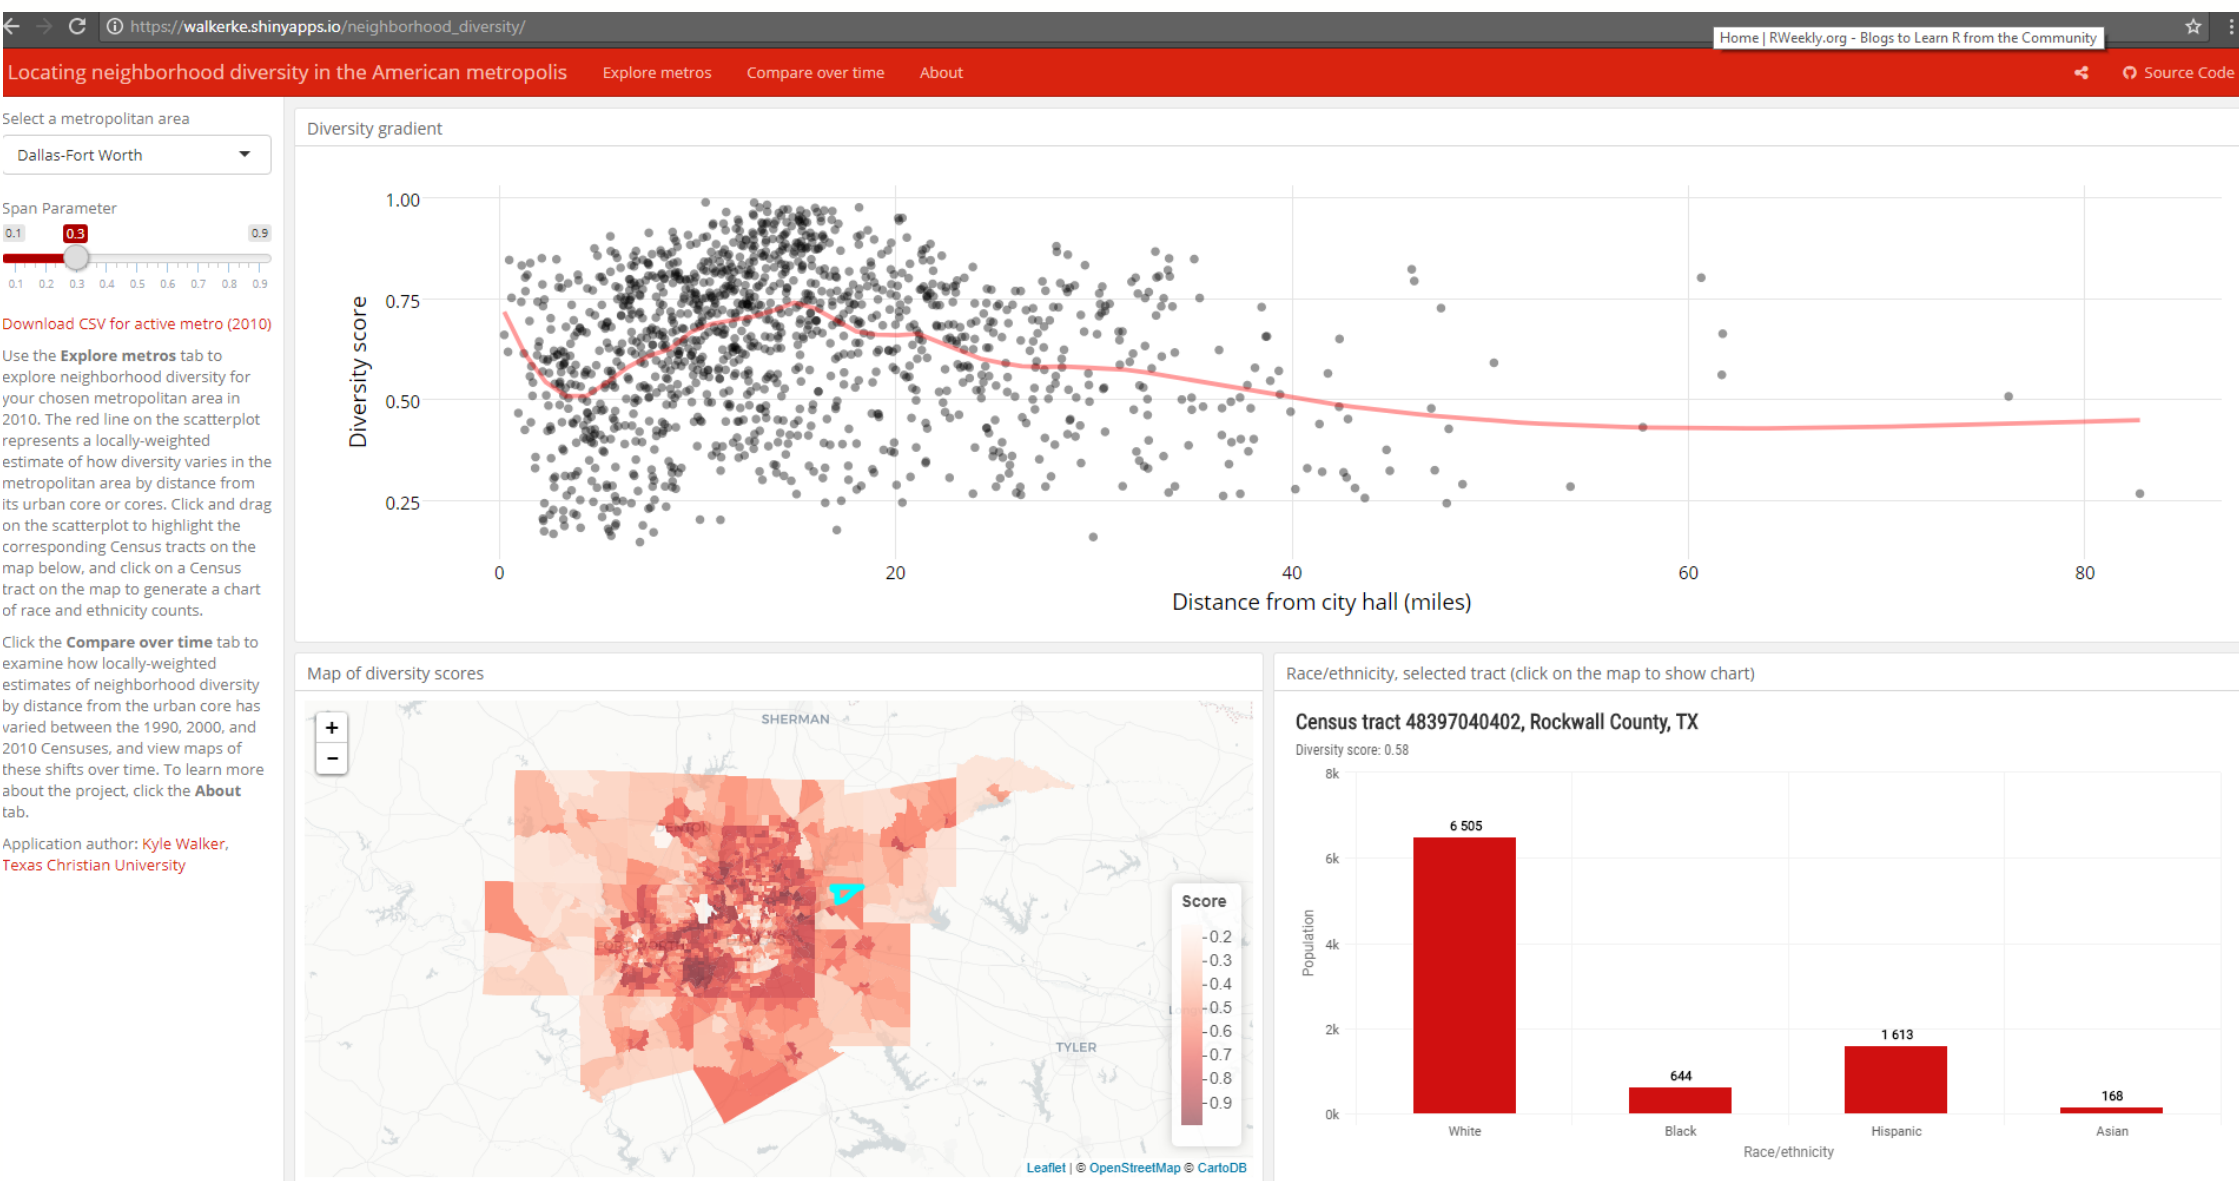 https://walkerke.shinyapps.io/neighborhood_diversity/
Home | RWeekly.org - Blogs to Learn R from the Community
Locating neighborhood diversity in the American metropolis
Explore metros
Compare over time
About
Source Code
Select a metropolitan area
Dallas-Fort Worth
Span Parameter
0.1 0.3 0.9
0.1 0.2 0.3 0.4 0.5 0.6 0.7 0.8 0.9
Download CSV for active metro (2010)
Use the Explore metros tab to
explore neighborhood diversity for
your chosen metropolitan area in
2010. The red line on the scatterplot
represents a locally-weighted
estimate of how diversity varies in the
metropolitan area by distance from
its urban core or cores. Click and drag
on the scatterplot to highlight the
corresponding Census tracts on the
map below, and click on a Census
tract on the map to generate a chart
of race and ethnicity counts.
Click the Compare over time tab to
examine how locally-weighted
estimates of neighborhood diversity
by distance from the urban core has
varied between the 1990, 2000, and
2010 Censuses, and view maps of
these shifts over time. To learn more
about the project, click the About
tab.
Application author: Kyle Walker,
Texas Christian University
Diversity gradient
Diversity score
1.00
0.75
0.50
0.25
0 20 40 60 80
Distance from city hall (miles)
Map of diversity scores
+
-
SHERMAN
DENTON
FORT WORTH
TYLER
Score
0.2
0.3
0.4
0.5
0.6
0.7
0.8
0.9
Leaflet | © OpenStreetMap © CartoDB
Race/ethnicity, selected tract (click on the map to show chart)
Census tract 48397040402, Rockwall County, TX
Diversity score: 0.58
Population
8k
6k
4k
2k
0k
6 505
644
1 613
168
White Black Hispanic Asian
Race/ethnicity